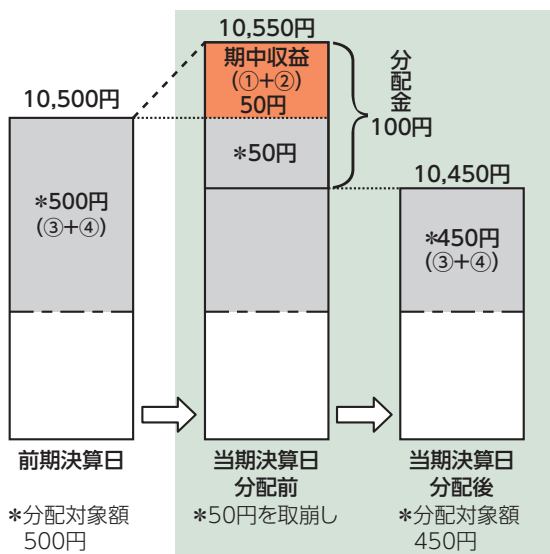 10,550円
期中収益
(①+②)
50円
分配金
100円
10,500円
*50円
10,450円
*500円
(③+④)
*450円
(③+④)
前期決算日
当期決算日
分配前
当期決算日
分配後
*分配対象額
500円
*50円を取崩し
*分配対象額
450円